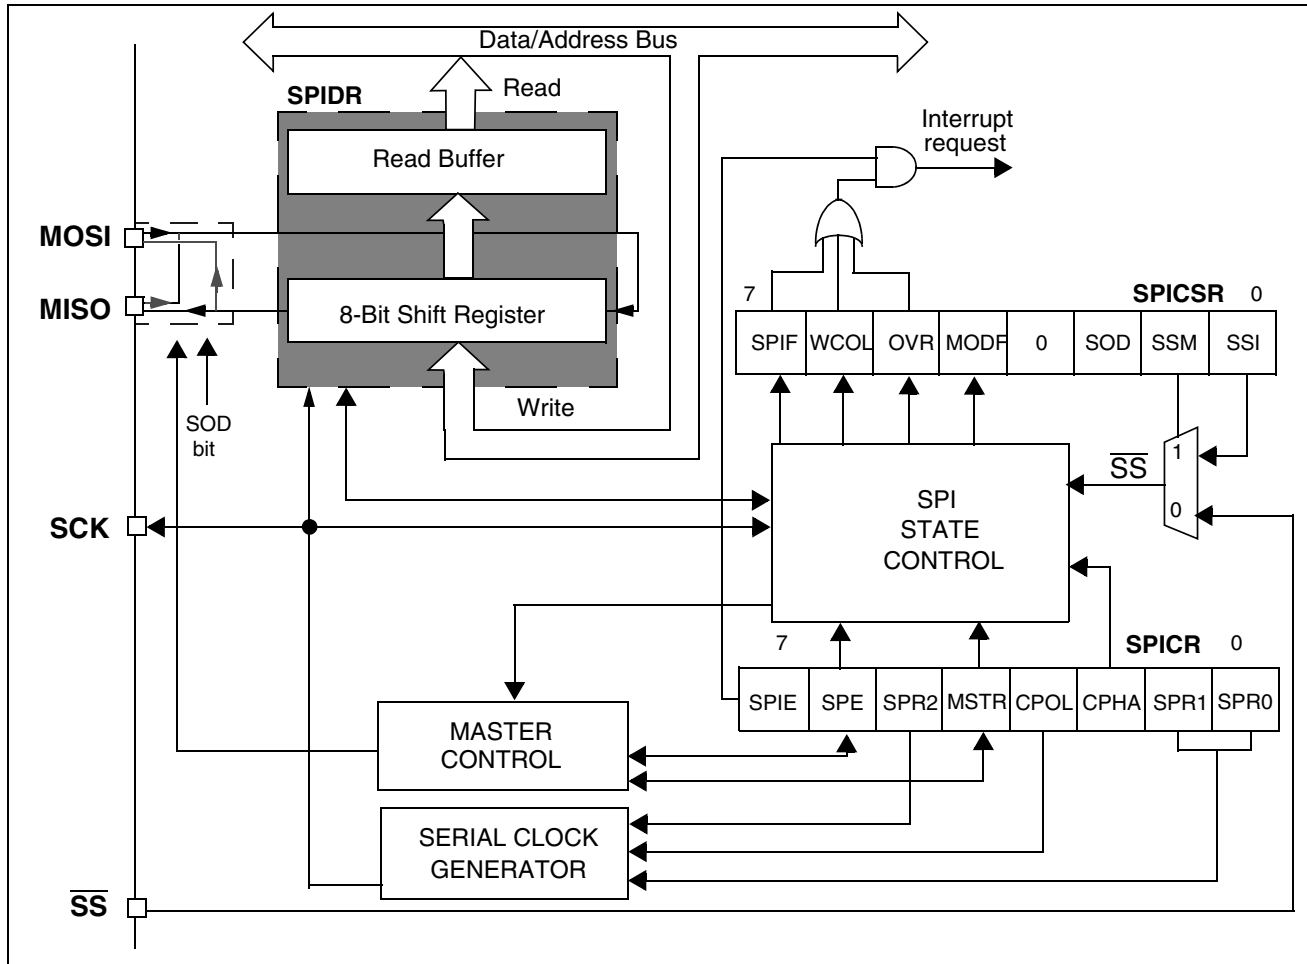 Data/Address Bus
SPIDR
Read
Read Buffer
Interrupt
request
MOSI
MISO
8-Bit Shift Register
7
SPICSR
0
SPIF
WCOL
OVR
MODF
0
SOD
SSM
SSI
Write
SOD
bit
1
SS
0
SCK
SPI
STATE
CONTROL
7
SPICR
0
SPIE
SPE
SPR2
MSTR
CPOL
CPHA
SPR1
SPR0
MASTER
CONTROL
SERIAL CLOCK
GENERATOR
SS